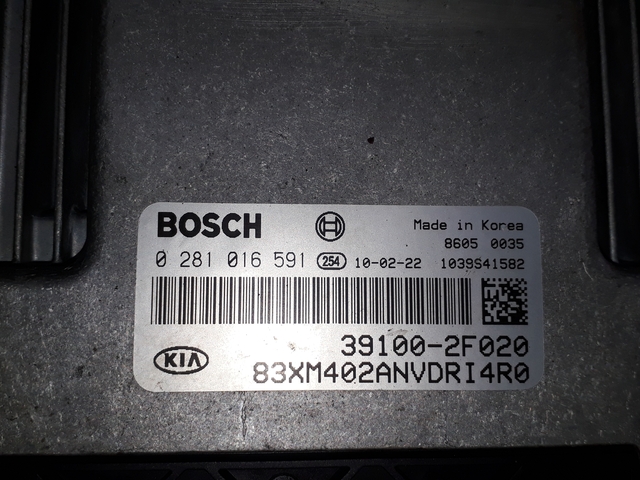 BOSCH
Made in Korea
8605 0035
0 281 016 591 254 10-02-22 1039S41582
39100-2F020
KIA
83XM402ANVDRI4R0